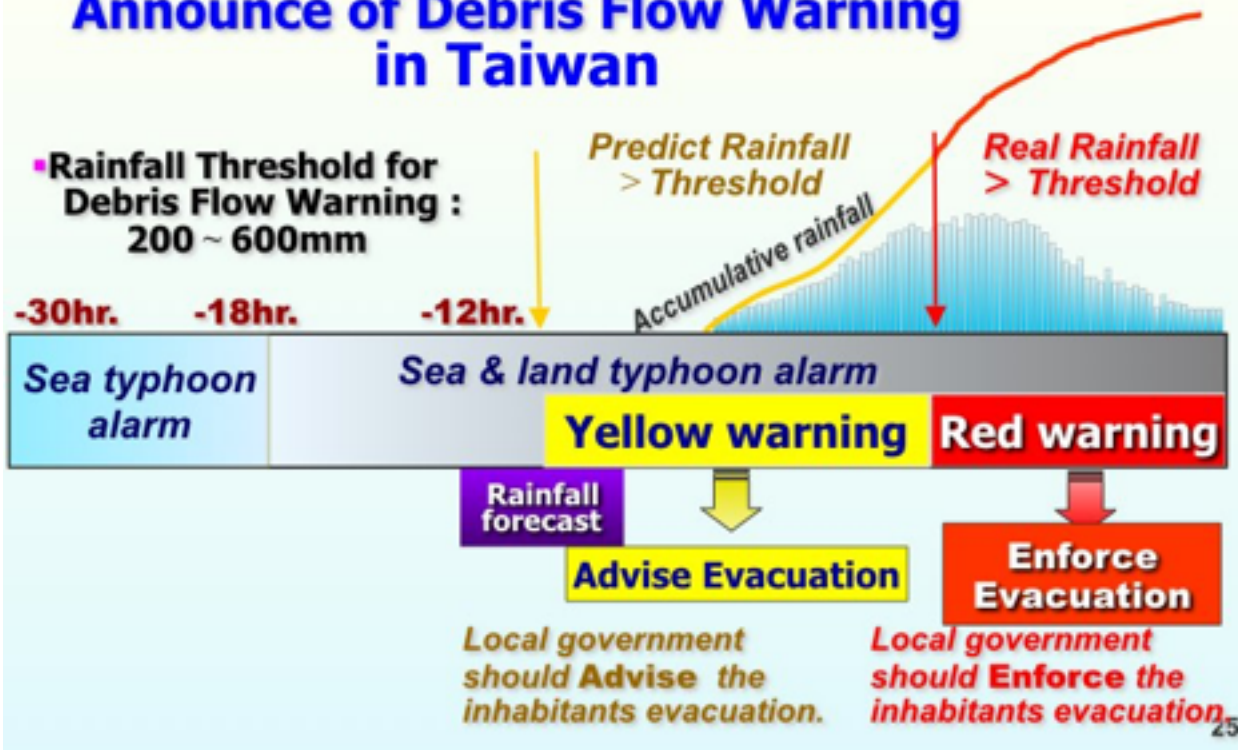 Announce of Debris Flow Warning
in Taiwan
▪Rainfall Threshold for
Debris Flow Warning :
200 ~ 600mm
Predict Rainfall
> Threshold
Real Rainfall
> Threshold
Accumulative rainfall
-30hr.
-18hr.
-12hr.
Sea typhoon
alarm
Sea & land typhoon alarm
Yellow warning
Red warning
Rainfall
forecast
Advise Evacuation
Enforce
Evacuation
Local government
should Advise the
inhabitants evacuation.
Local government
should Enforce the
inhabitants evacuation.
25